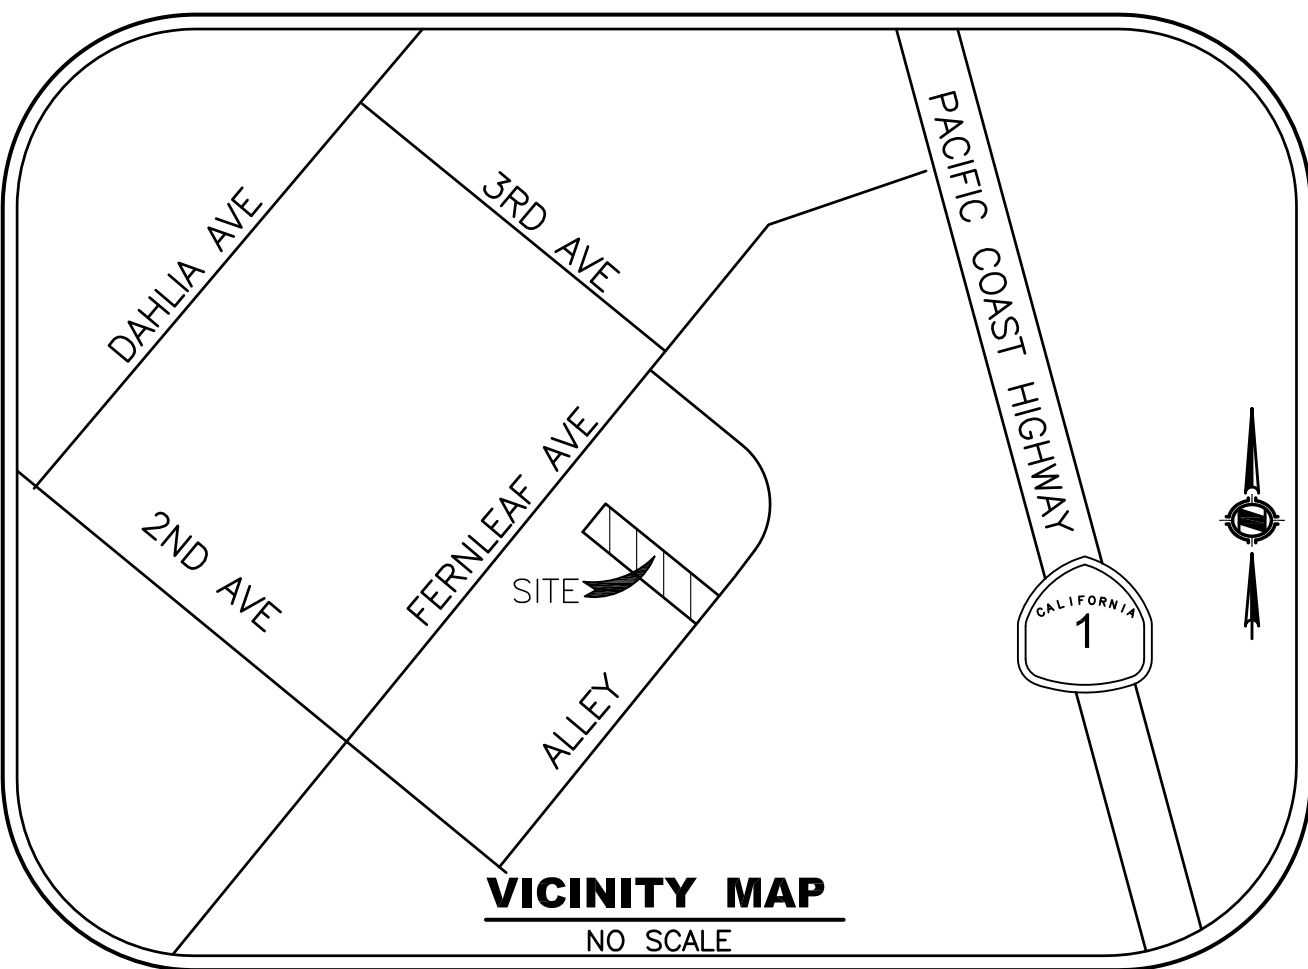 DAHLIA AVE
3RD AVE
PACIFIC COAST HIGHWAY
2ND AVE
FERNLEAF AVE
SITE
ALLEY
CALIFORNIA
1
N
VICINITY MAP
NO SCALE